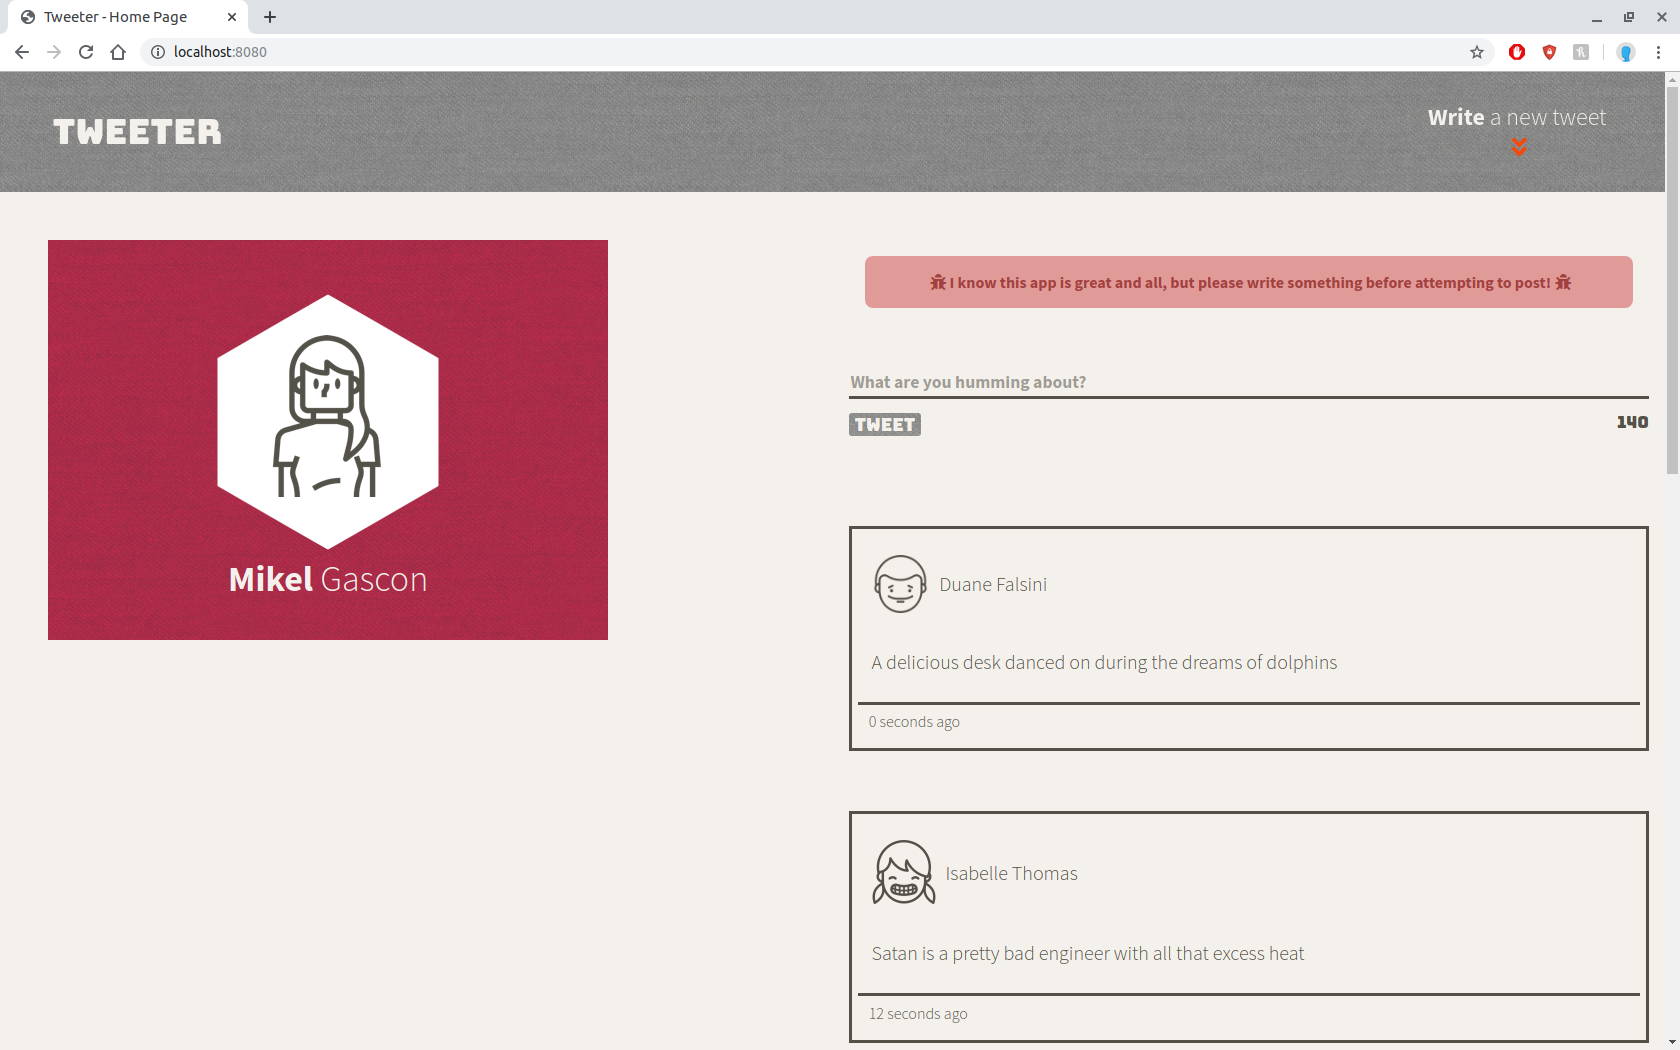 Tweeter - Home Page
localhost:8080
TWEETER
Write a new tweet
Mikel Gascon
I know this app is great and all, but please write something before attempting to post!
What are you humming about?
TWEET
140
Duane Falsini
A delicious desk danced on during the dreams of dolphins
0 seconds ago
Isabelle Thomas
Satan is a pretty bad engineer with all that excess heat
12 seconds ago